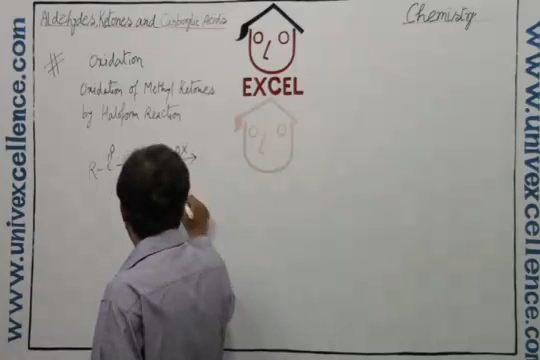 Aldehydes, Ketones and Carboxylic Acids
Chemistry
# Oxidation
EXCEL
Oxidation of Methyl Ketones
by Haloform Reaction
O
R- C -
X
www.univexcellence.com
www.univexcellence.com